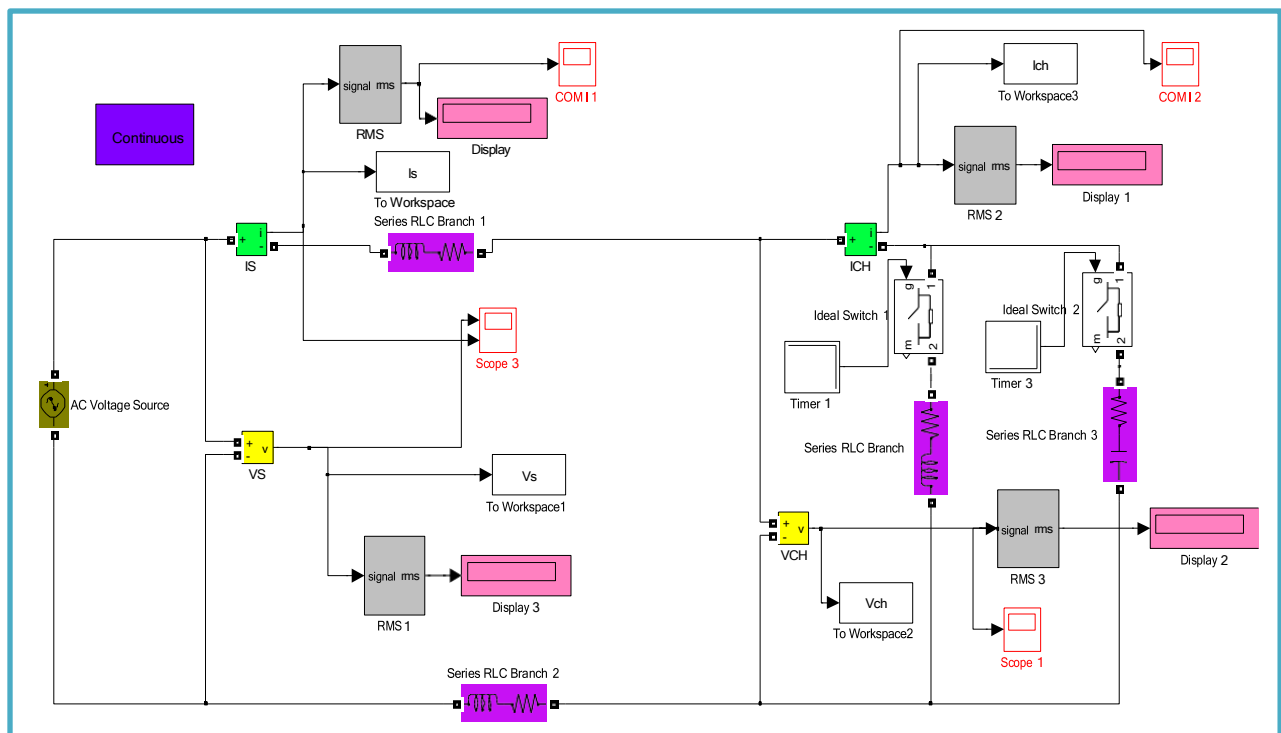 signal rms
RMS
COMI 1
Display
Continuous
Is
To Workspace
Series RLC Branch 1
+ i -
IS
Ich
To Workspace3
COMI 2
signal rms
RMS 2
Display 1
+ i -
ICH
g 1
m 2
Ideal Switch 1
g 1
m 2
Ideal Switch 2
Timer 1
Timer 3
Scope 3
AC Voltage Source
+ v -
VS
Vs
To Workspace1
signal rms
RMS 1
Display 3
Series RLC Branch
Series RLC Branch 3
+ v -
VCH
signal rms
RMS 3
Display 2
Vch
To Workspace2
Scope 1
Series RLC Branch 2